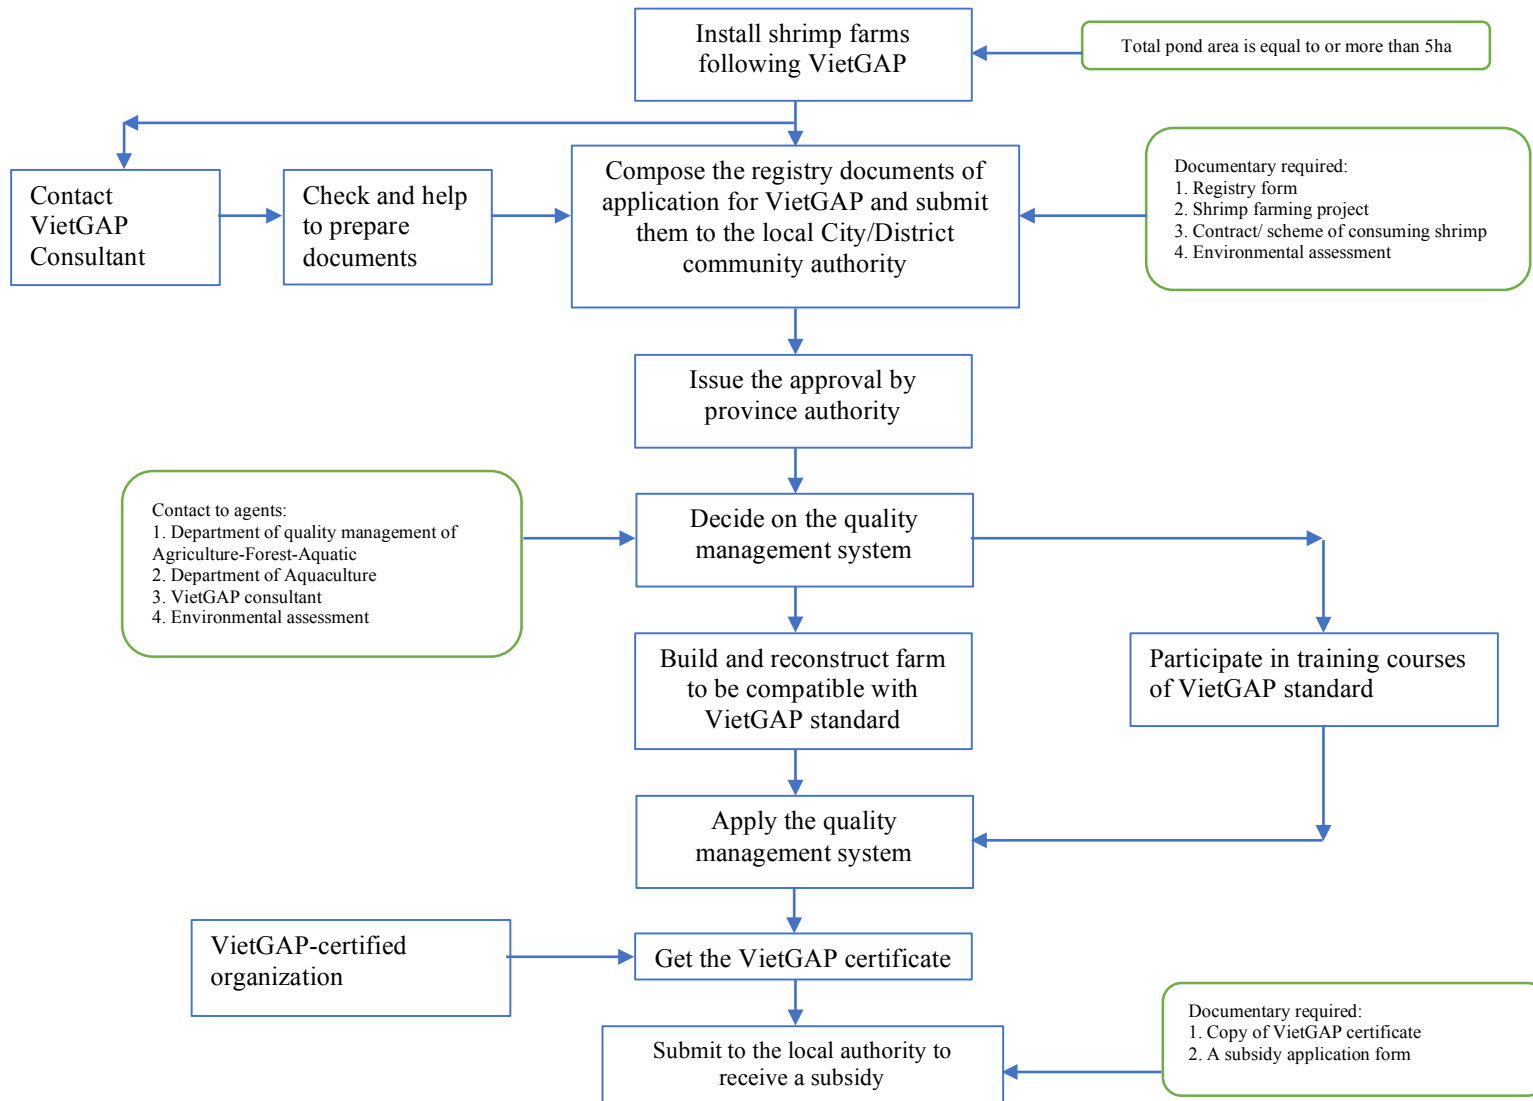 Install shrimp farms
following VietGAP
Total pond area is equal to or more than 5ha
Contact
VietGAP
Consultant
Check and help
to prepare
documents
Compose the registry documents of
application for VietGAP and submit
them to the local City/District
community authority
Documentary required:
1. Registry form
2. Shrimp farming project
3. Contract/ scheme of consuming shrimp
4. Environmental assessment
Issue the approval by
province authority
Contact to agents:
1. Department of quality management of
Agriculture-Forest-Aquatic
2. Department of Aquaculture
3. VietGAP consultant
4. Environmental assessment
Decide on the quality
management system
Build and reconstruct farm
to be compatible with
VietGAP standard
Participate in training courses
of VietGAP standard
Apply the quality
management system
VietGAP-certified
organization
Get the VietGAP certificate
Submit to the local authority to
receive a subsidy
Documentary required:
1. Copy of VietGAP certificate
2. A subsidy application form